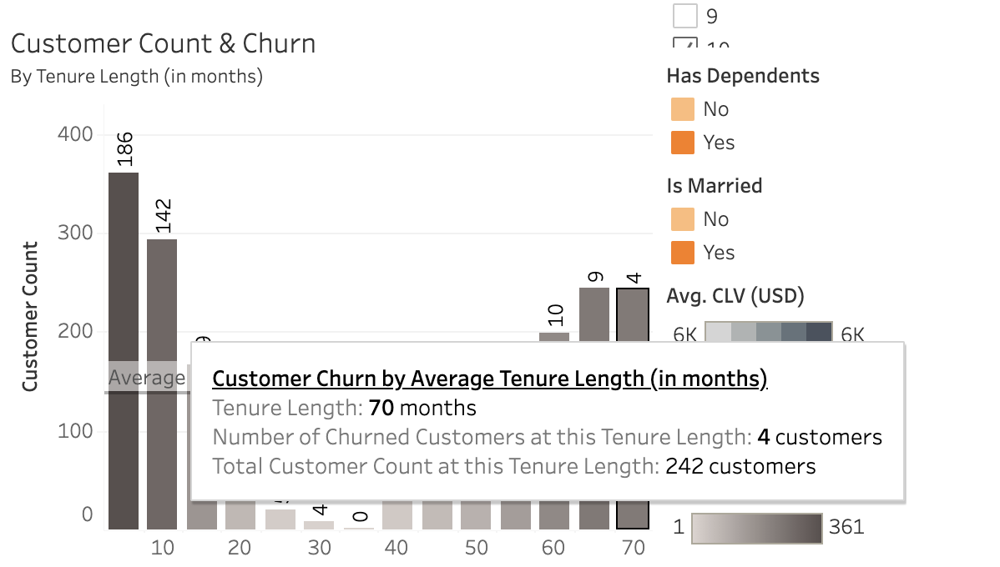 9
10
Customer Count & Churn
By Tenure Length (in months)
Has Dependents
No
Yes
Is Married
No
Yes
Avg. CLV (USD)
6K 6K
Customer Count
400
300
200
100
0
186
142
10
9
4
Average
Customer Churn by Average Tenure Length (in months)
Tenure Length: 70 months
Number of Churned Customers at this Tenure Length: 4 customers
Total Customer Count at this Tenure Length: 242 customers
4
0
10 20 30 40 50 60 70
1 361